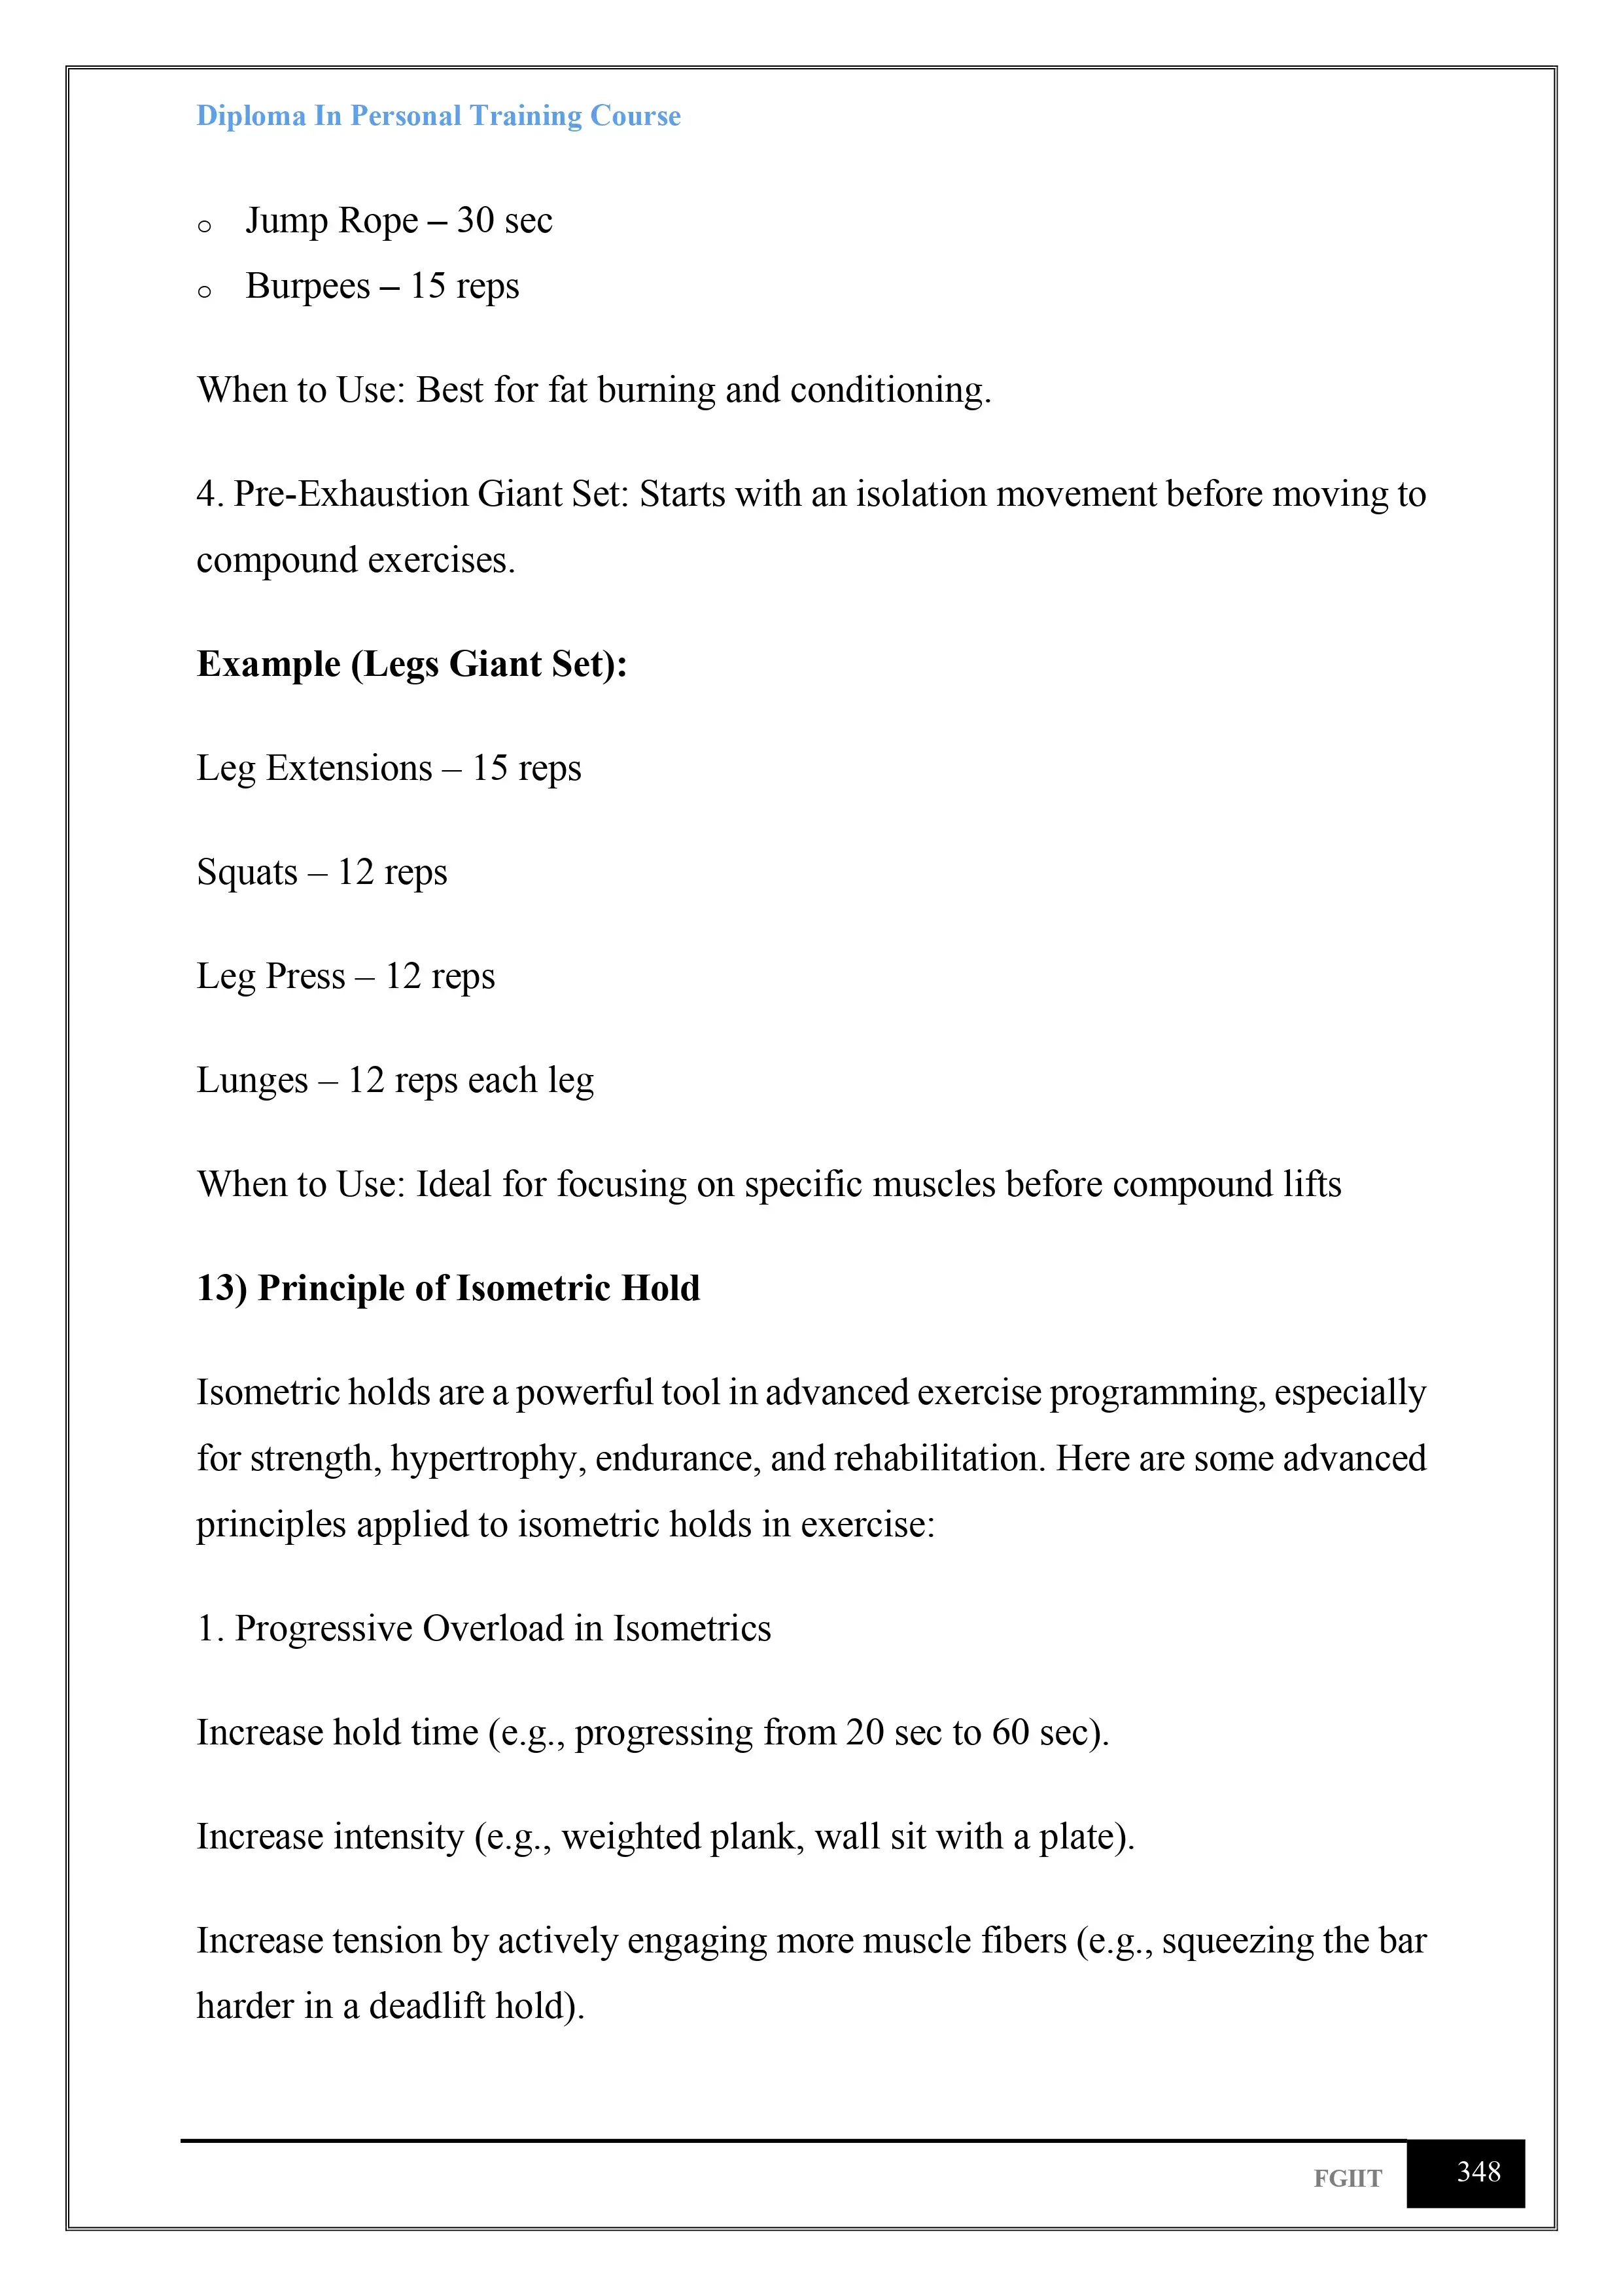 Diploma In Personal Training Course
o Jump Rope – 30 sec
o Burpees – 15 reps
When to Use: Best for fat burning and conditioning.
4. Pre-Exhaustion Giant Set: Starts with an isolation movement before moving to
compound exercises.
Example (Legs Giant Set):
Leg Extensions – 15 reps
Squats – 12 reps
Leg Press – 12 reps
Lunges – 12 reps each leg
When to Use: Ideal for focusing on specific muscles before compound lifts
13) Principle of Isometric Hold
Isometric holds are a powerful tool in advanced exercise programming, especially
for strength, hypertrophy, endurance, and rehabilitation. Here are some advanced
principles applied to isometric holds in exercise:
1. Progressive Overload in Isometrics
Increase hold time (e.g., progressing from 20 sec to 60 sec).
Increase intensity (e.g., weighted plank, wall sit with a plate).
Increase tension by actively engaging more muscle fibers (e.g., squeezing the bar
harder in a deadlift hold).
FGIIT 348